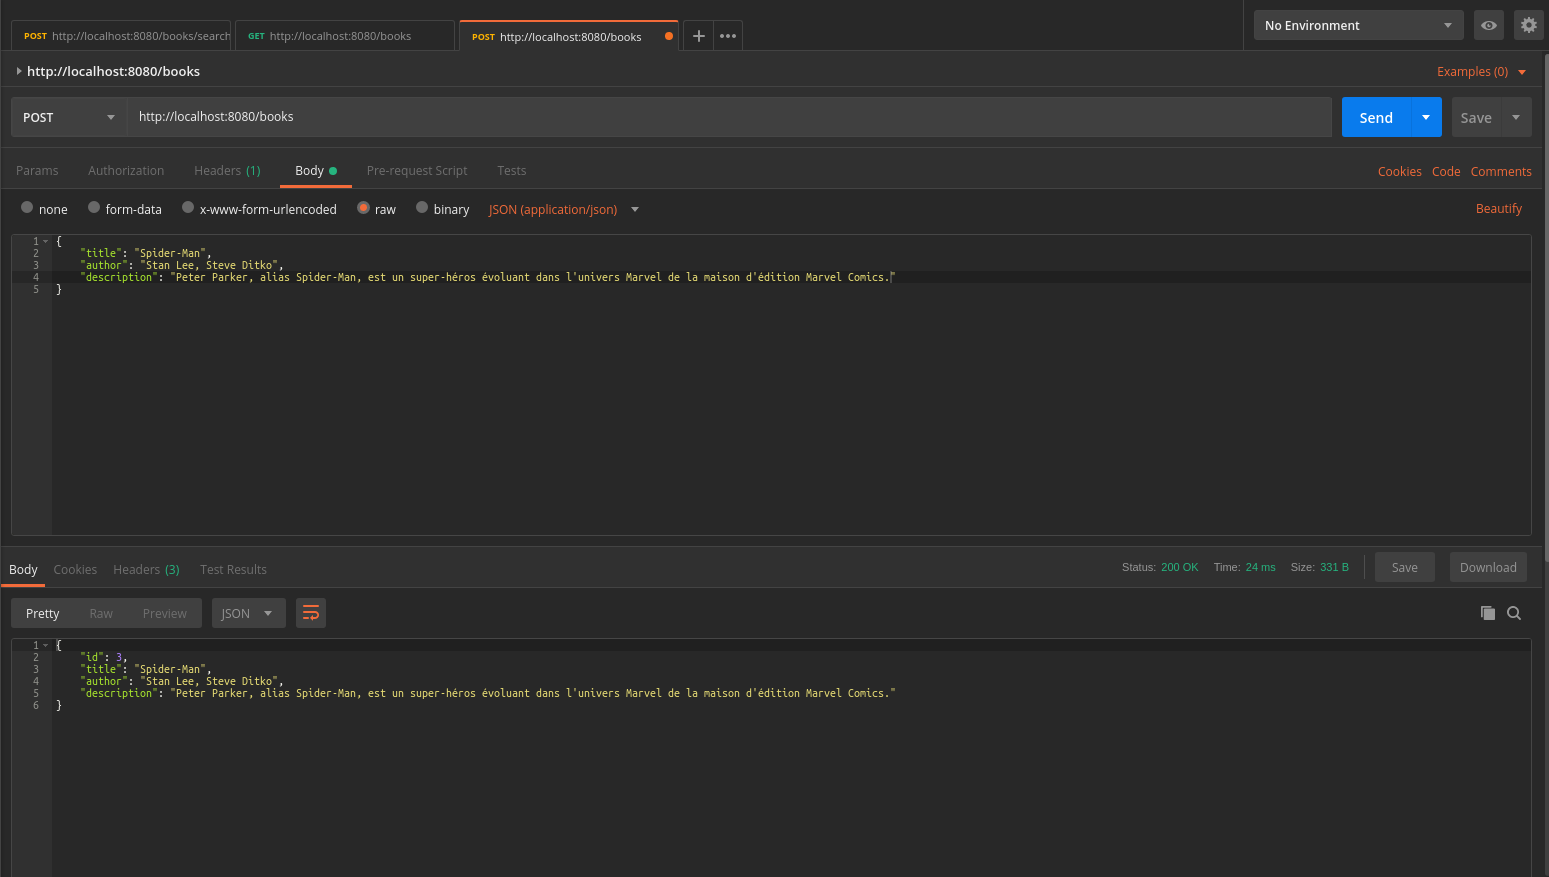 POST http://localhost:8080/books/search GET http://localhost:8080/books POST http://localhost:8080/books No Environment
http://localhost:8080/books Examples (0)
POST http://localhost:8080/books Send Save
Params Authorization Headers (1) Body Pre-request Script Tests Cookies Code Comments
none form-data x-www-form-urlencoded raw binary JSON (application/json) Beautify
1 {
2 "title": "Spider-Man",
3 "author": "Stan Lee, Steve Ditko",
4 "description": "Peter Parker, alias Spider-Man, est un super-héros évoluant dans l'univers Marvel de la maison d'édition Marvel Comics."
5 }
Body Cookies Headers (3) Test Results Status: 200 OK Time: 24 ms Size: 331 B Save Download
Pretty Raw Preview JSON
1 {
2 "id": 3,
3 "title": "Spider-Man",
4 "author": "Stan Lee, Steve Ditko",
5 "description": "Peter Parker, alias Spider-Man, est un super-héros évoluant dans l'univers Marvel de la maison d'édition Marvel Comics."
6 }